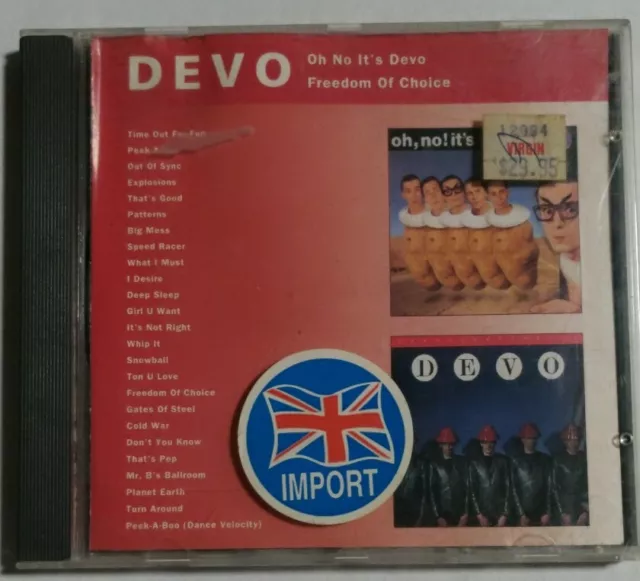 DEVO
Oh No It's Devo
Freedom Of Choice
Time Out For Fun
Peek-A
Out Of Sync
Explosions
That's Good
Patterns
Big Mess
Speed Racer
What I Must
I Desire
Deep Sleep
Girl U Want
It's Not Right
Whip It
Snowball
Ton U Love
Freedom Of Choice
Gates Of Steel
Cold War
Don't You Know
That's Pep
Mr. B's Ballroom
Planet Earth
Turn Around
Peek-A-Boo (Dance Velocity)
oh, no! it's
VIRGIN
$29.95
DEVO
IMPORT